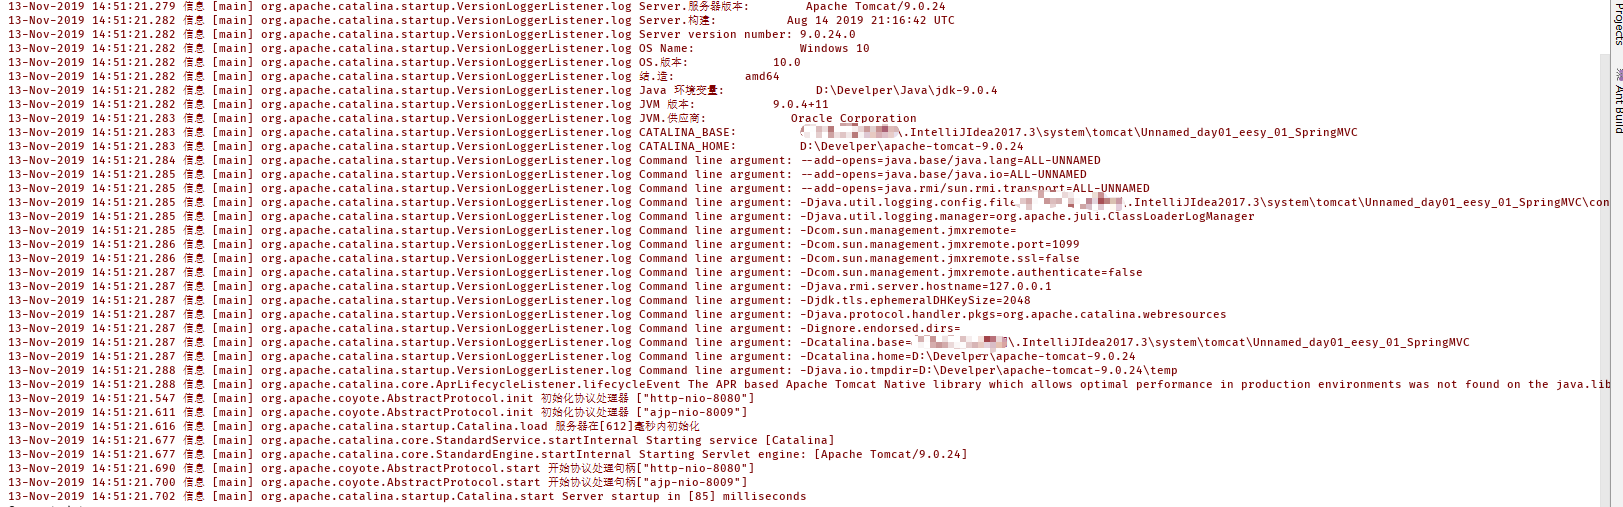 13-Nov-2019 14:51:21.279 信息 [main] org.apache.catalina.startup.VersionLoggerListener.log Server.服务器版本: Apache Tomcat/9.0.24
13-Nov-2019 14:51:21.282 信息 [main] org.apache.catalina.startup.VersionLoggerListener.log Server.构建: Aug 14 2019 21:16:42 UTC
13-Nov-2019 14:51:21.282 信息 [main] org.apache.catalina.startup.VersionLoggerListener.log Server version number: 9.0.24.0
13-Nov-2019 14:51:21.282 信息 [main] org.apache.catalina.startup.VersionLoggerListener.log OS Name: Windows 10
13-Nov-2019 14:51:21.282 信息 [main] org.apache.catalina.startup.VersionLoggerListener.log OS.版本: 10.0
13-Nov-2019 14:51:21.282 信息 [main] org.apache.catalina.startup.VersionLoggerListener.log 结.造: amd64
13-Nov-2019 14:51:21.282 信息 [main] org.apache.catalina.startup.VersionLoggerListener.log Java 环境变量: D:\Develper\Java\jdk-9.0.4
13-Nov-2019 14:51:21.282 信息 [main] org.apache.catalina.startup.VersionLoggerListener.log JVM 版本: 9.0.4+11
13-Nov-2019 14:51:21.283 信息 [main] org.apache.catalina.startup.VersionLoggerListener.log JVM.供应商: Oracle Corporation
13-Nov-2019 14:51:21.283 信息 [main] org.apache.catalina.startup.VersionLoggerListener.log CATALINA_BASE: \.IntelliJIdea2017.3\system\tomcat\Unnamed_day01_eesy_01_SpringMVC
13-Nov-2019 14:51:21.283 信息 [main] org.apache.catalina.startup.VersionLoggerListener.log CATALINA_HOME: D:\Develper\apache-tomcat-9.0.24
13-Nov-2019 14:51:21.284 信息 [main] org.apache.catalina.startup.VersionLoggerListener.log Command line argument: --add-opens=java.base/java.lang=ALL-UNNAMED
13-Nov-2019 14:51:21.285 信息 [main] org.apache.catalina.startup.VersionLoggerListener.log Command line argument: --add-opens=java.base/java.io=ALL-UNNAMED
13-Nov-2019 14:51:21.285 信息 [main] org.apache.catalina.startup.VersionLoggerListener.log Command line argument: --add-opens=java.rmi/sun.rmi.transport=ALL-UNNAMED
13-Nov-2019 14:51:21.285 信息 [main] org.apache.catalina.startup.VersionLoggerListener.log Command line argument: -Djava.util.logging.config.file .IntelliJIdea2017.3\system\tomcat\Unnamed_day01_eesy_01_SpringMVC\con
13-Nov-2019 14:51:21.285 信息 [main] org.apache.catalina.startup.VersionLoggerListener.log Command line argument: -Djava.util.logging.manager=org.apache.juli.ClassLoaderLogManager
13-Nov-2019 14:51:21.285 信息 [main] org.apache.catalina.startup.VersionLoggerListener.log Command line argument: -Dcom.sun.management.jmxremote=
13-Nov-2019 14:51:21.286 信息 [main] org.apache.catalina.startup.VersionLoggerListener.log Command line argument: -Dcom.sun.management.jmxremote.port=1099
13-Nov-2019 14:51:21.286 信息 [main] org.apache.catalina.startup.VersionLoggerListener.log Command line argument: -Dcom.sun.management.jmxremote.ssl=false
13-Nov-2019 14:51:21.287 信息 [main] org.apache.catalina.startup.VersionLoggerListener.log Command line argument: -Dcom.sun.management.jmxremote.authenticate=false
13-Nov-2019 14:51:21.287 信息 [main] org.apache.catalina.startup.VersionLoggerListener.log Command line argument: -Djava.rmi.server.hostname=127.0.0.1
13-Nov-2019 14:51:21.287 信息 [main] org.apache.catalina.startup.VersionLoggerListener.log Command line argument: -Djdk.tls.ephemeralDHKeySize=2048
13-Nov-2019 14:51:21.287 信息 [main] org.apache.catalina.startup.VersionLoggerListener.log Command line argument: -Djava.protocol.handler.pkgs=org.apache.catalina.webresources
13-Nov-2019 14:51:21.287 信息 [main] org.apache.catalina.startup.VersionLoggerListener.log Command line argument: -Dignore.endorsed.dirs=
13-Nov-2019 14:51:21.287 信息 [main] org.apache.catalina.startup.VersionLoggerListener.log Command line argument: -Dcatalina.base= \.IntelliJIdea2017.3\system\tomcat\Unnamed_day01_eesy_01_SpringMVC
13-Nov-2019 14:51:21.287 信息 [main] org.apache.catalina.startup.VersionLoggerListener.log Command line argument: -Dcatalina.home=D:\Develper\apache-tomcat-9.0.24
13-Nov-2019 14:51:21.288 信息 [main] org.apache.catalina.startup.VersionLoggerListener.log Command line argument: -Djava.io.tmpdir=D:\Develper\apache-tomcat-9.0.24\temp
13-Nov-2019 14:51:21.288 信息 [main] org.apache.catalina.core.AprLifecycleListener.lifecycleEvent The APR based Apache Tomcat Native library which allows optimal performance in production environments was not found on the java.lib
13-Nov-2019 14:51:21.547 信息 [main] org.apache.coyote.AbstractProtocol.init 初始化协议处理器 ["http-nio-8080"]
13-Nov-2019 14:51:21.611 信息 [main] org.apache.coyote.AbstractProtocol.init 初始化协议处理器 ["ajp-nio-8009"]
13-Nov-2019 14:51:21.616 信息 [main] org.apache.catalina.startup.Catalina.load 服务器在[612]毫秒内初始化
13-Nov-2019 14:51:21.677 信息 [main] org.apache.catalina.core.StandardService.startInternal Starting service [Catalina]
13-Nov-2019 14:51:21.677 信息 [main] org.apache.catalina.core.StandardEngine.startInternal Starting Servlet engine: [Apache Tomcat/9.0.24]
13-Nov-2019 14:51:21.690 信息 [main] org.apache.coyote.AbstractProtocol.start 开始协议处理句柄["http-nio-8080"]
13-Nov-2019 14:51:21.700 信息 [main] org.apache.coyote.AbstractProtocol.start 开始协议处理句柄["ajp-nio-8009"]
13-Nov-2019 14:51:21.702 信息 [main] org.apache.catalina.startup.Catalina.start Server startup in [85] milliseconds
Projects
Ant Build